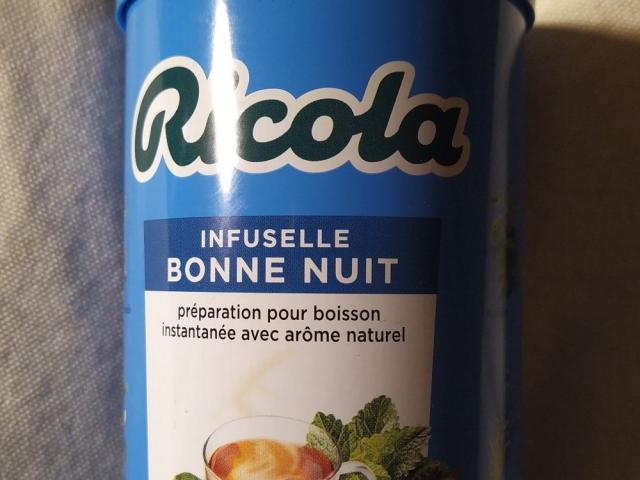 Ricola
INFUSELLE
BONNE NUIT
préparation pour boisson
instantanée avec arôme naturel